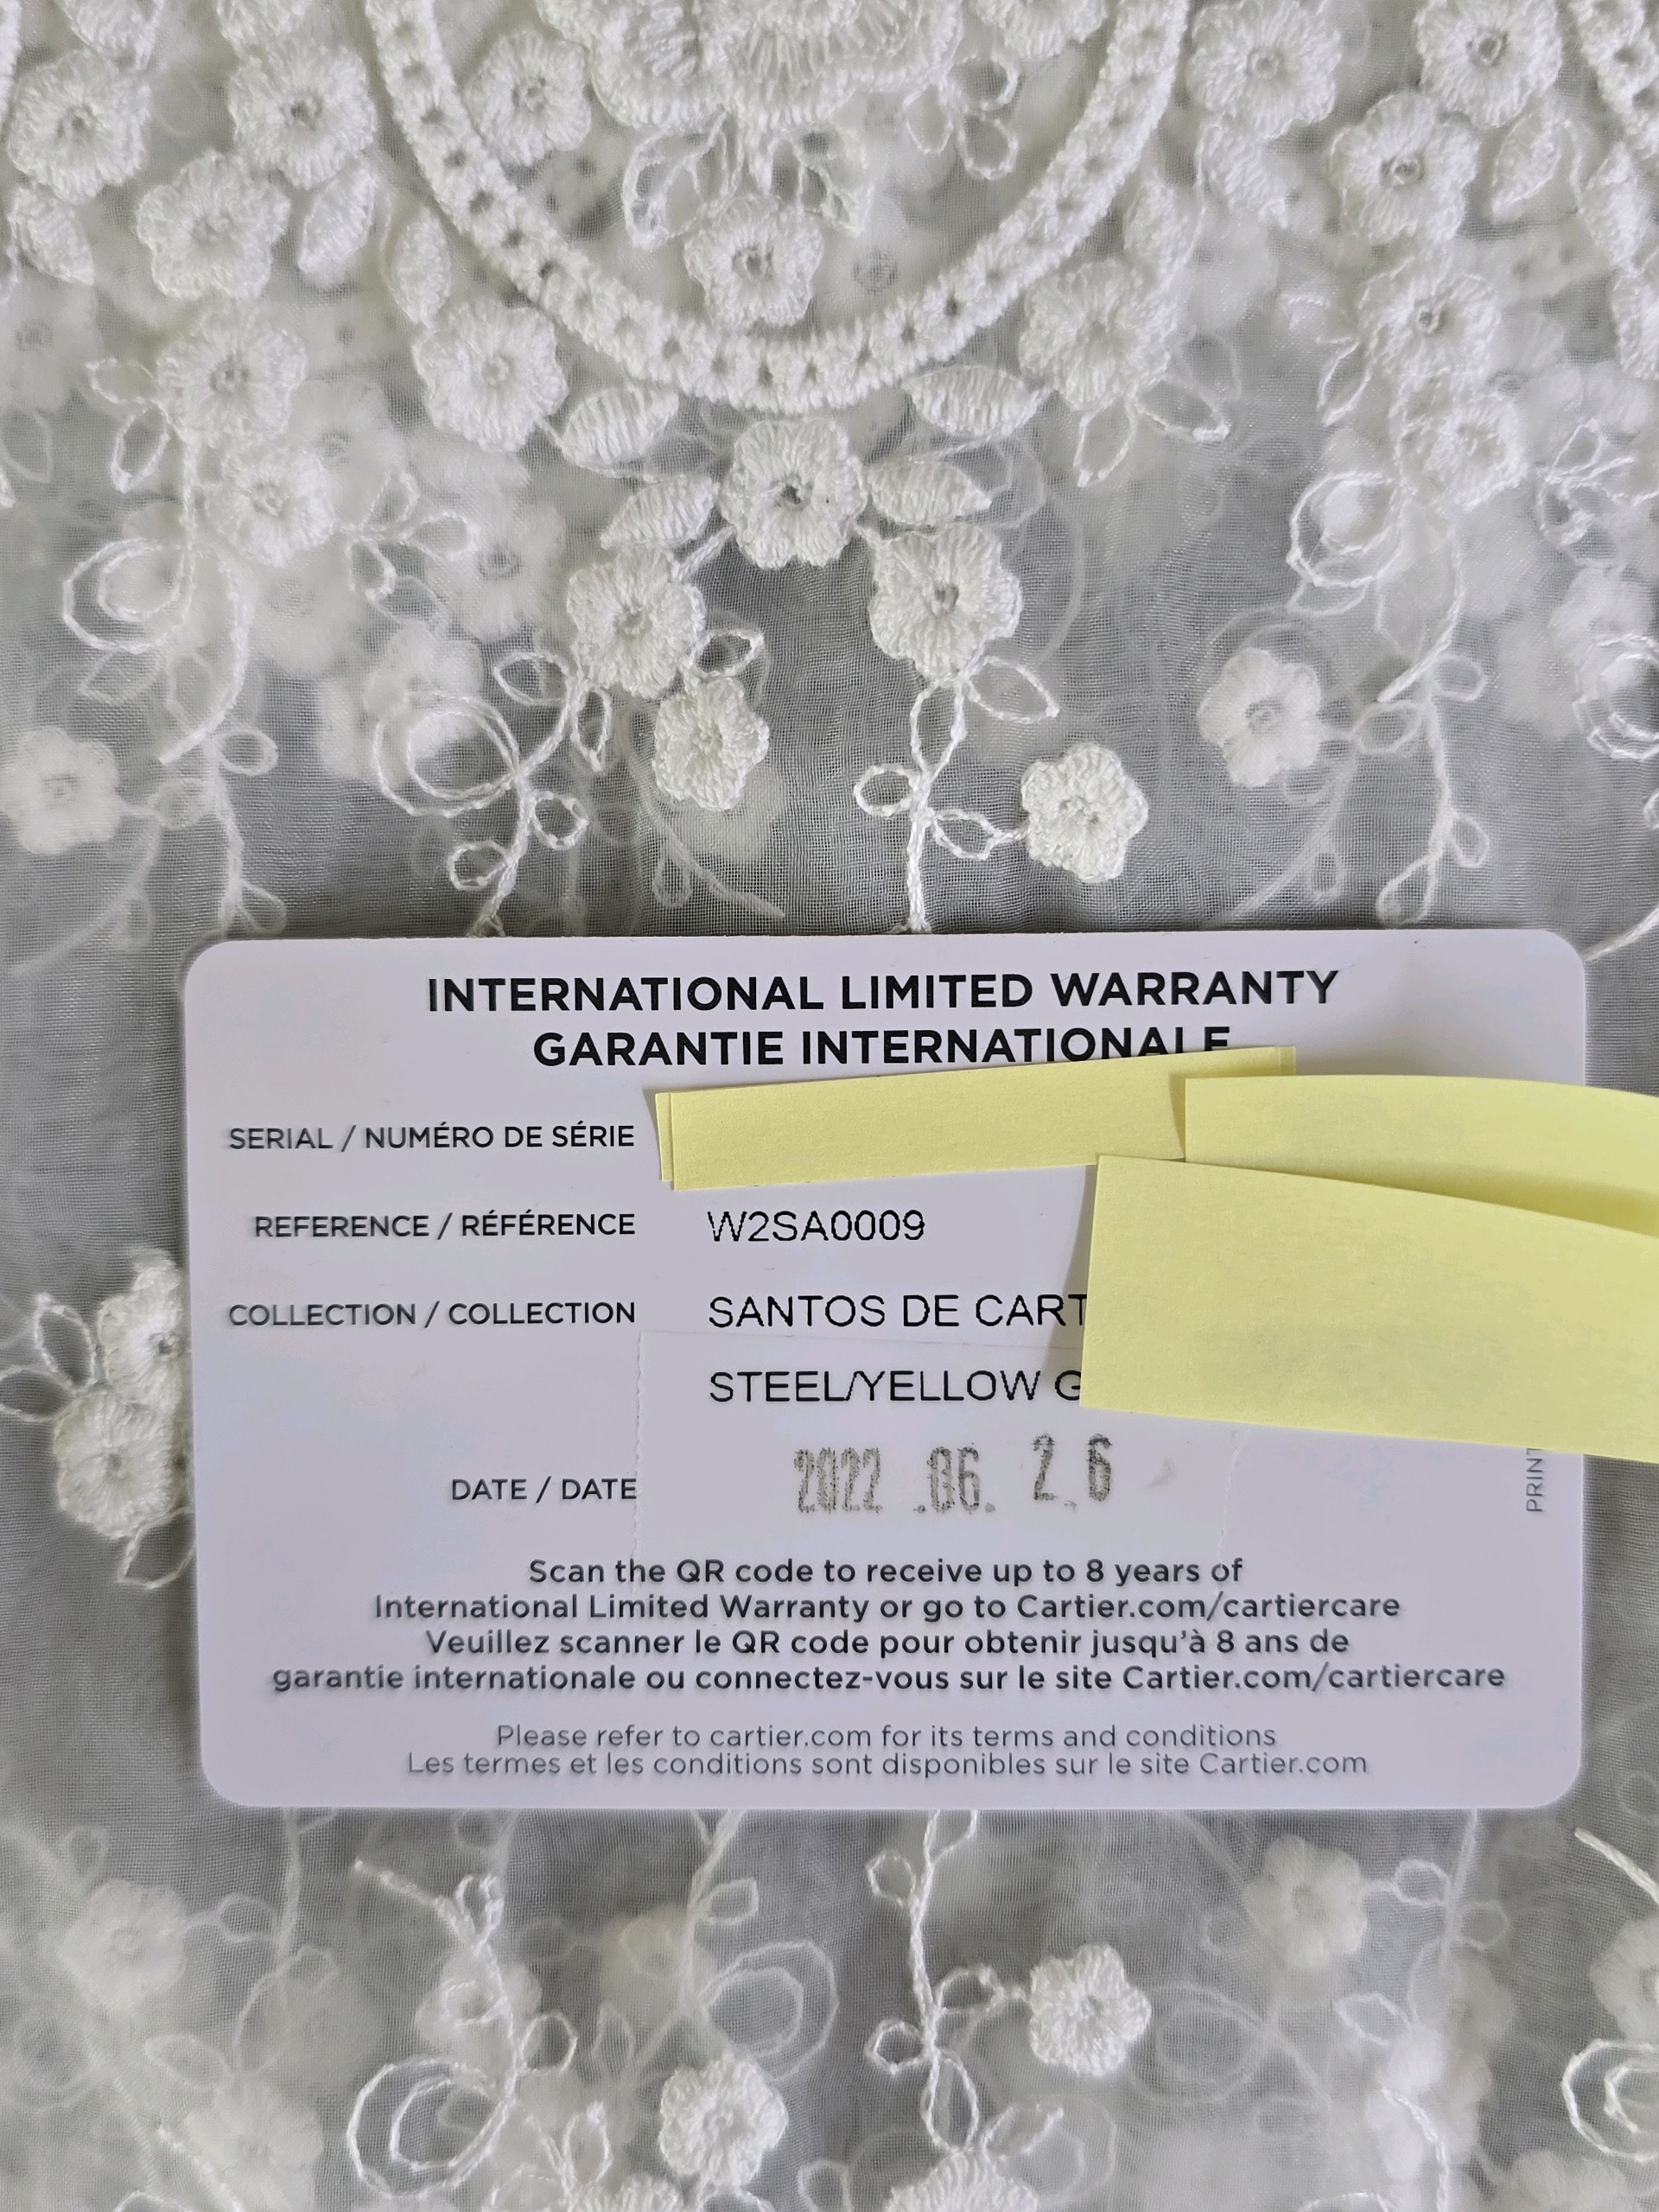 INTERNATIONAL LIMITED WARRANTY
GARANTIE INTERNATIONALE
SERIAL / NUMÉRO DE SÉRIE
REFERENCE / RÉFÉRENCE W2SA0009
COLLECTION / COLLECTION SANTOS DE CART
STEEL/YELLOW G
DATE / DATE 2022 .06. 2.6
PRINT
Scan the QR code to receive up to 8 years of
International Limited Warranty or go to Cartier.com/cartiercare
Veuillez scanner le QR code pour obtenir jusqu'à 8 ans de
garantie internationale ou connectez-vous sur le site Cartier.com/cartiercare
Please refer to cartier.com for its terms and conditions
Les termes et les conditions sont disponibles sur le site Cartier.com